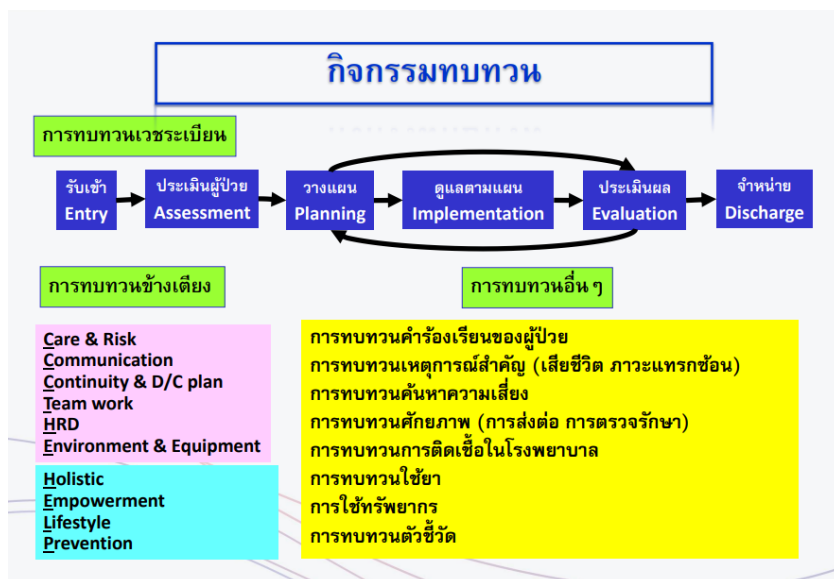 กิจกรรมทบทวน
การทบทวนเวชระเบียน
รับเข้า
Entry
ประเมินผู้ป่วย
Assessment
วางแผน
Planning
ดูแลตามแผน
Implementation
ประเมินผล
Evaluation
จำหน่าย
Discharge
การทบทวนข้างเตียง
Care & Risk
Communication
Continuity & D/C plan
Team work
HRD
Environment & Equipment
Holistic
Empowerment
Lifestyle
Prevention
การทบทวนอื่น ๆ
การทบทวนคำร้องเรียนของผู้ป่วย
การทบทวนเหตุการณ์สำคัญ (เสียชีวิต ภาวะแทรกซ้อน)
การทบทวนค้นหาความเสี่ยง
การทบทวนศักยภาพ (การส่งต่อ การตรวจรักษา)
การทบทวนการติดเชื้อในโรงพยาบาล
การทบทวนใช้ยา
การใช้ทรัพยากร
การทบทวนตัวชี้วัด